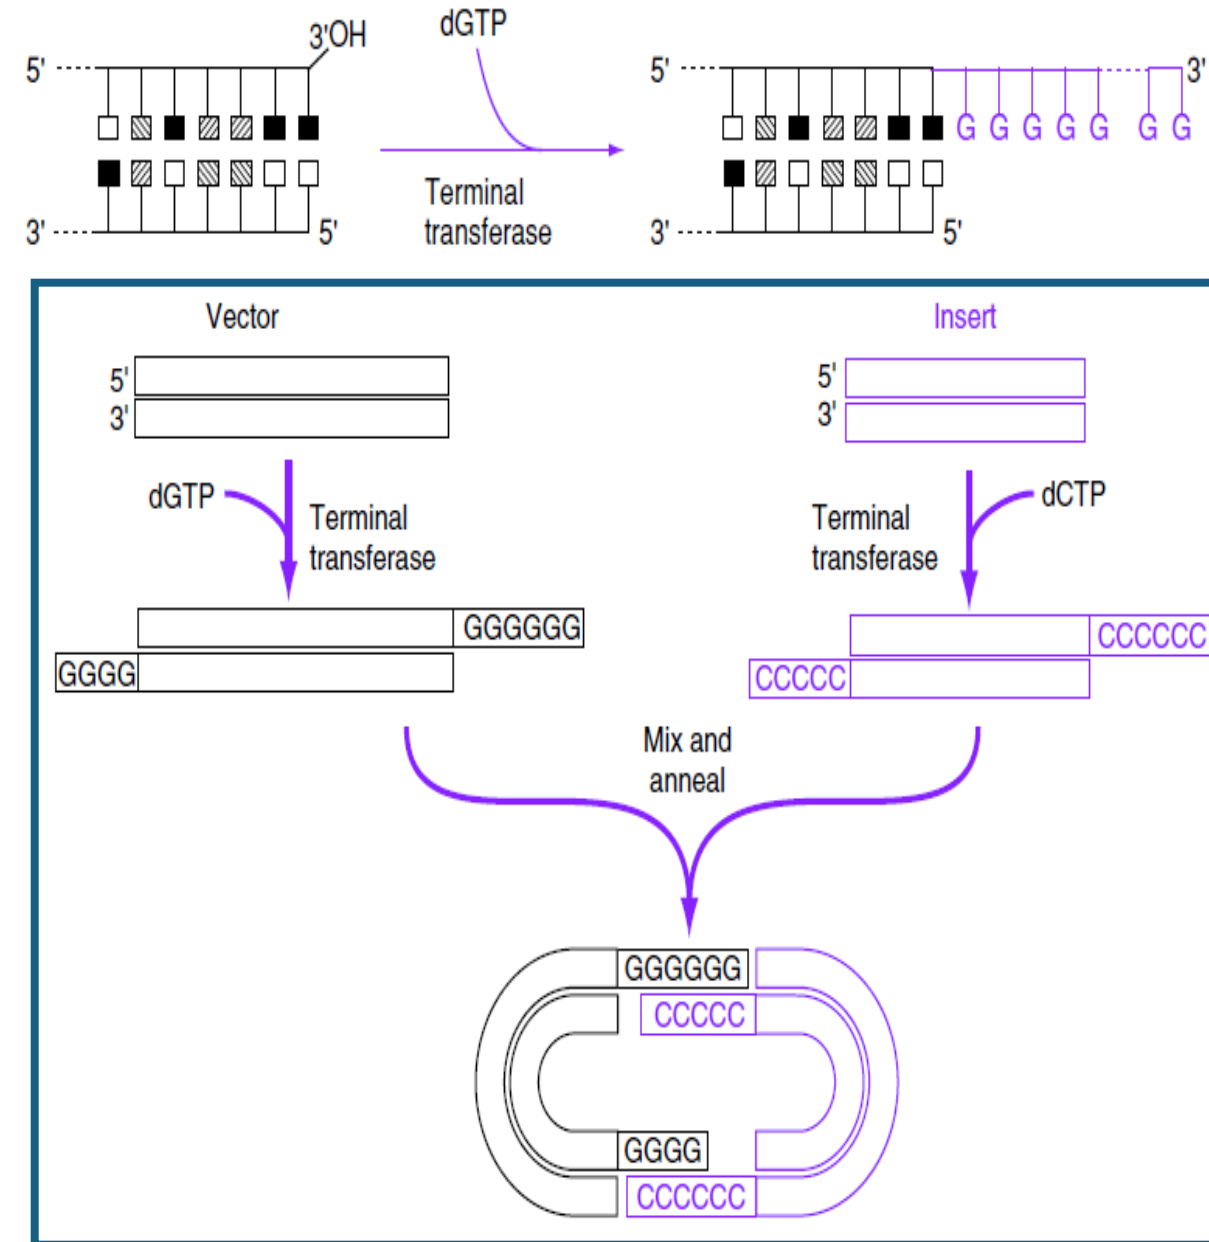 3'OH
dGTP
5'
5'
3'
G G G G G G G
Terminal
transferase
3'
5'
3'
5'
Vector
Insert
5'
3'
5'
3'
dGTP
Terminal
transferase
Terminal
transferase
dCTP
GGGGGG
GGGG
CCCCCC
CCCCC
Mix and
anneal
GGGGGG
CCCCC
GGGG
CCCCCC